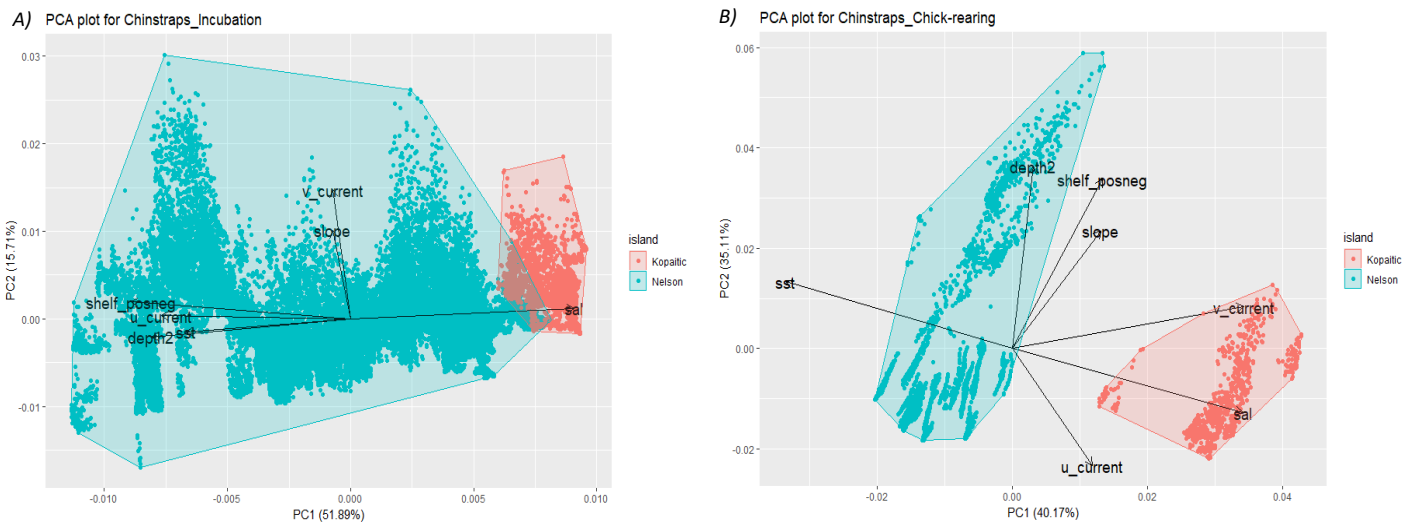 A) PCA plot for Chinstraps_Incubation
0.03
0.02
0.01
0.00
-0.01
PC2 (15.71%)
v_current
slope
shelf_posneg
u_current
sst
depth2
sal
-0.010
-0.005
0.000
0.005
0.010
PC1 (51.89%)
island
Kopaitic
Nelson
B) PCA plot for Chinstraps_Chick-rearing
0.06
0.04
0.02
0.00
-0.02
PC2 (35.11%)
depth2
shelf_posneg
slope
sst
v_current
sal
u_current
-0.02
0.00
0.02
0.04
PC1 (40.17%)
island
Kopaitic
Nelson